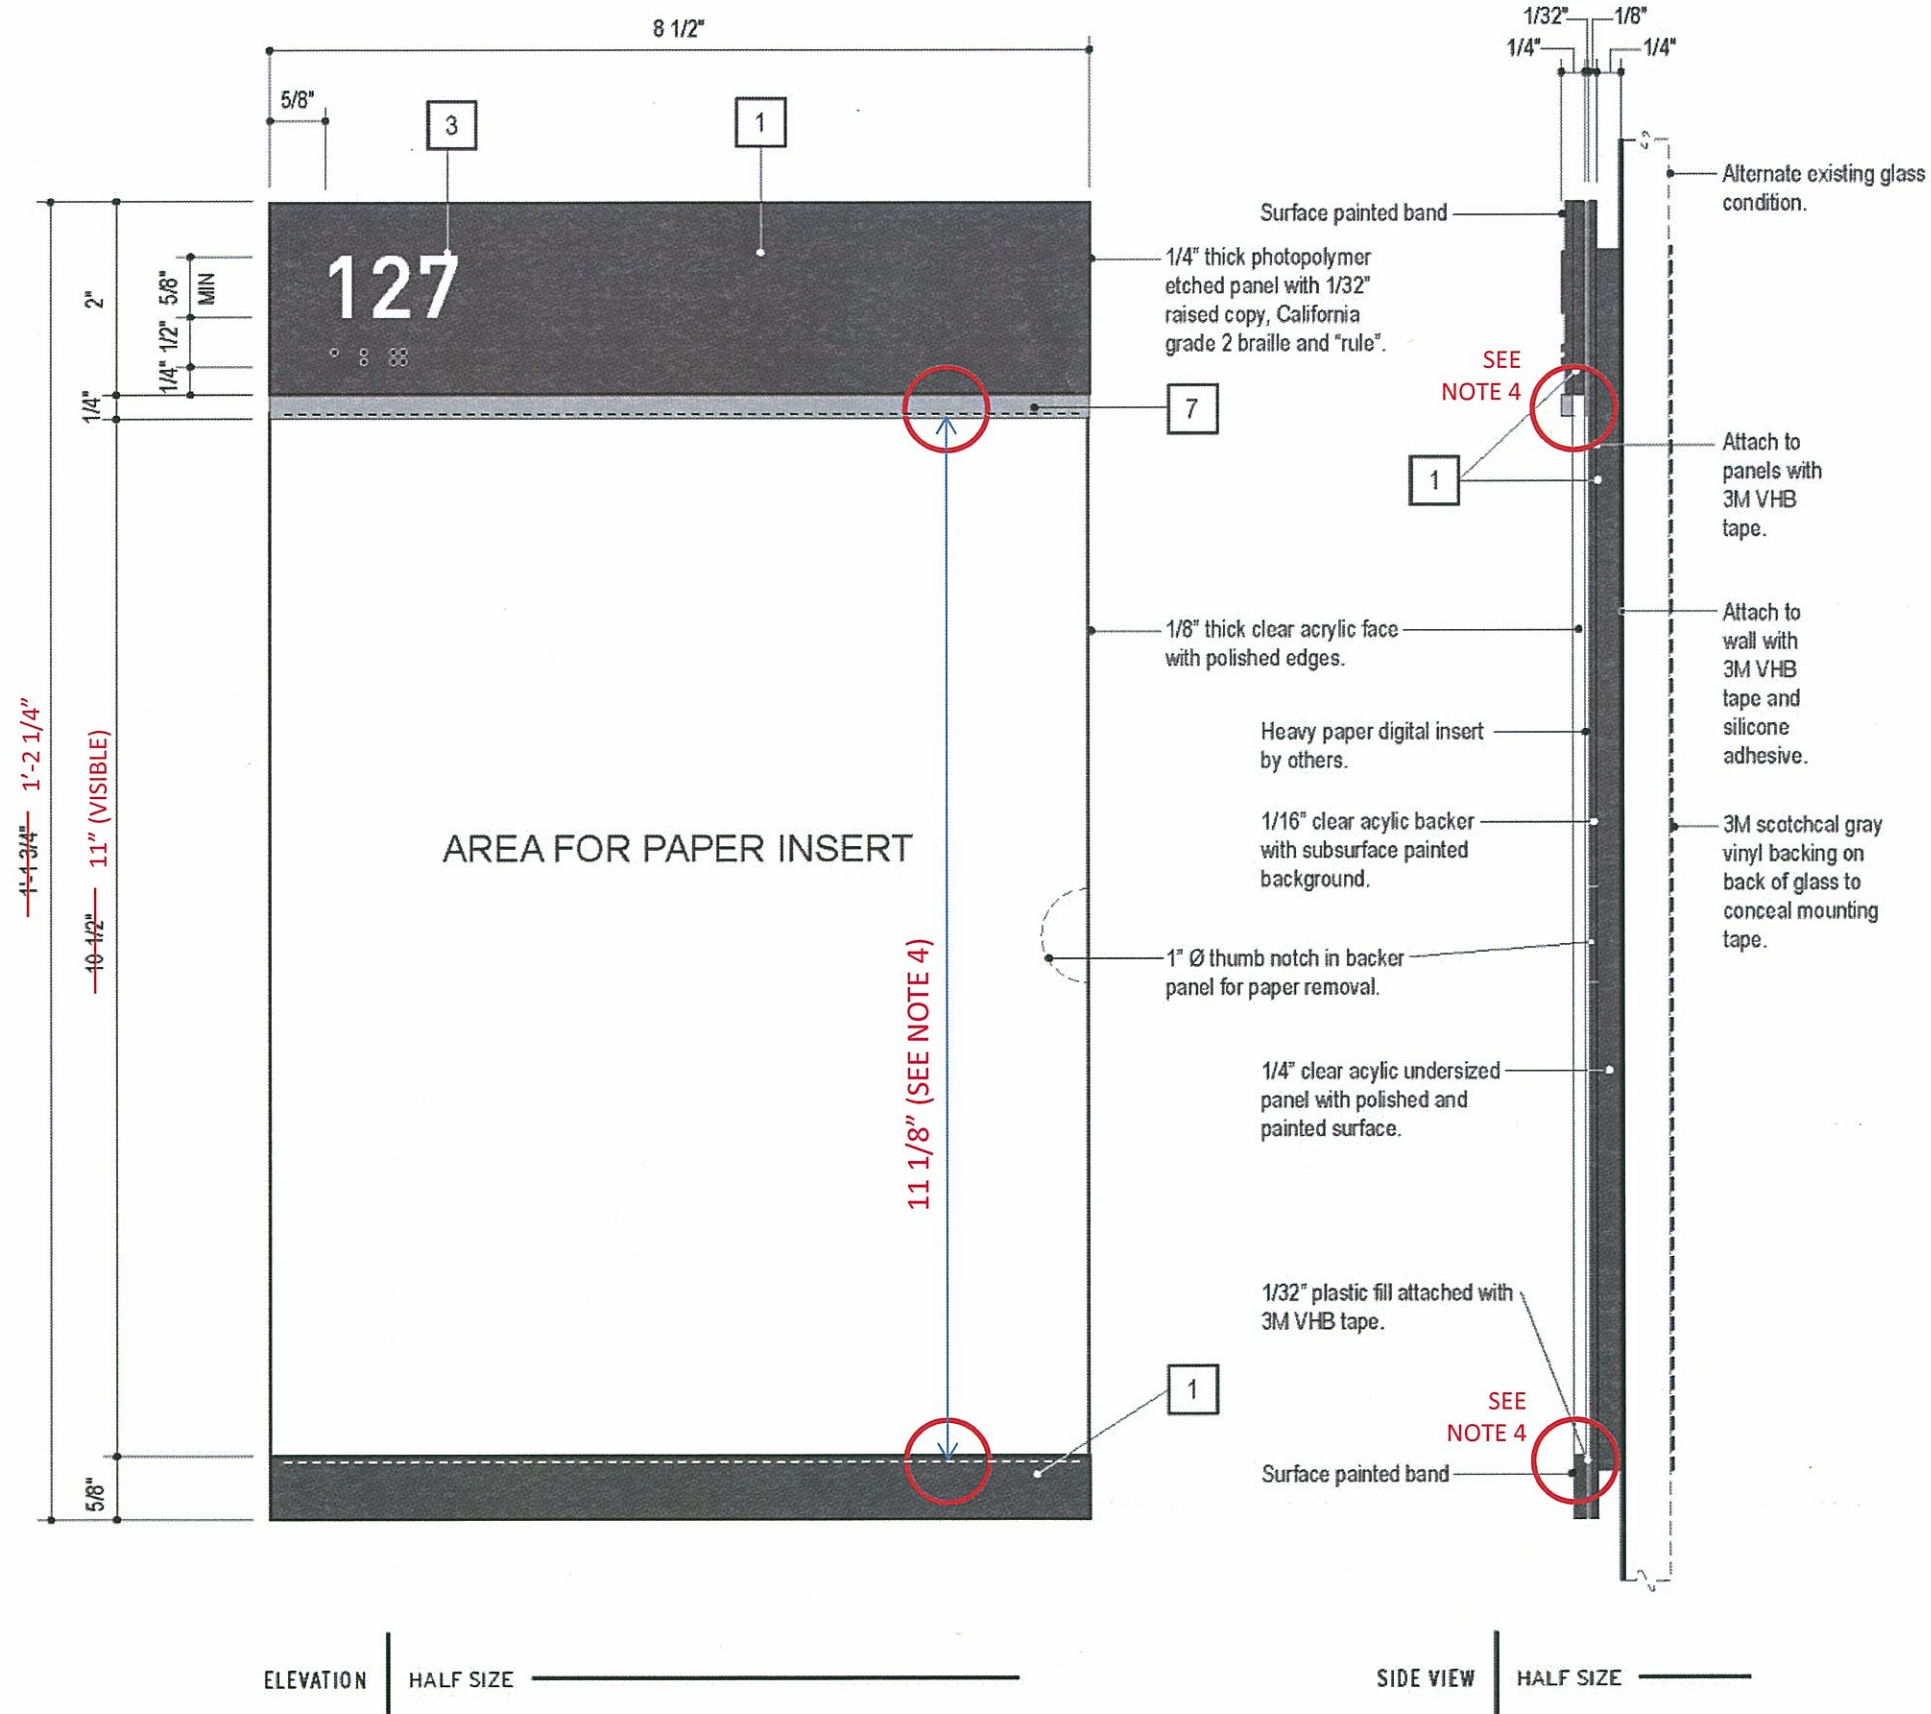 8 1/2"
5/8"
3
1
2"
5/8"
MIN
1/2"
1/4"
1/4"
127
7
1'-1 3/4" 1'-2 1/4"
10 1/2" 11" (VISIBLE)
AREA FOR PAPER INSERT
11 1/8" (SEE NOTE 4)
5/8"
1
1/32" 1/8"
1/4" 1/4"
Alternate existing glass
condition.
Surface painted band
1/4" thick photopolymer
etched panel with 1/32"
raised copy, California
grade 2 braille and "rule".
SEE
NOTE 4
1
Attach to
panels with
3M VHB
tape.
1/8" thick clear acrylic face
with polished edges.
Attach to
wall with
3M VHB
tape and
silicone
adhesive.
Heavy paper digital insert
by others.
1/16" clear acylic backer
with subsurface painted
background.
3M scotchcal gray
vinyl backing on
back of glass to
conceal mounting
tape.
1" Ø thumb notch in backer
panel for paper removal.
1/4" clear acylic undersized
panel with polished and
painted surface.
1/32" plastic fill attached with
3M VHB tape.
SEE
NOTE 4
Surface painted band
ELEVATION HALF SIZE
SIDE VIEW HALF SIZE